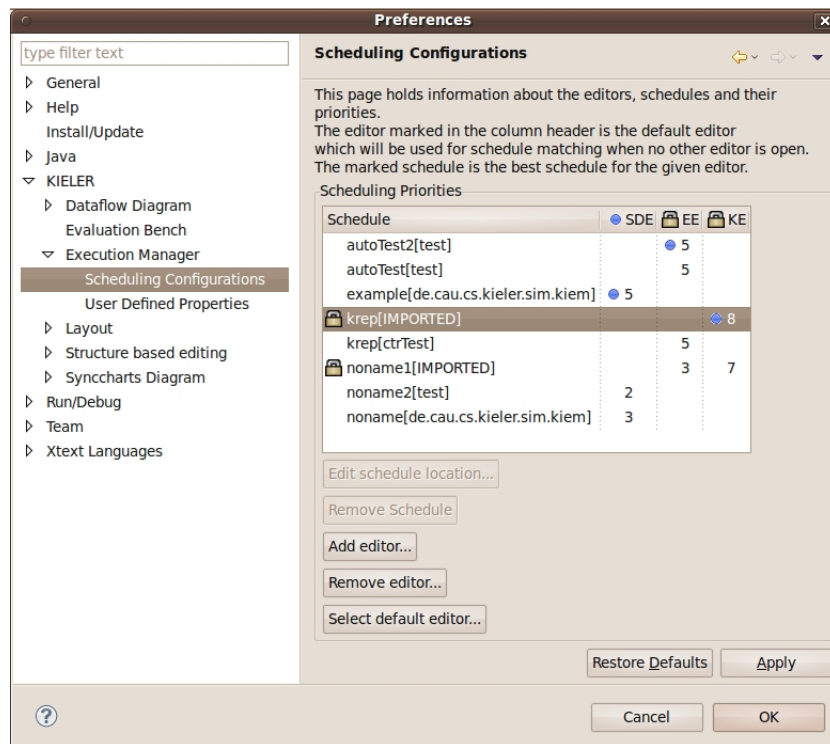 Preferences
type filter text
General
Help
Install/Update
Java
KIELER
Dataflow Diagram
Evaluation Bench
Execution Manager
Scheduling Configurations
User Defined Properties
Layout
Structure based editing
Synccharts Diagram
Run/Debug
Team
Xtext Languages
Scheduling Configurations
This page holds information about the editors, schedules and their
priorities.
The editor marked in the column header is the default editor
which will be used for schedule matching when no other editor is open.
The marked schedule is the best schedule for the given editor.
Scheduling Priorities
Schedule SDE EE KE
autoTest2[test] 5
autoTest[test] 5
example[de.cau.cs.kieler.sim.kiem] 5
krep[IMPORTED] 8
krep[ctrTest] 5
noname1[IMPORTED] 3 7
noname2[test] 2
noname[de.cau.cs.kieler.sim.kiem] 3
Edit schedule location...
Remove Schedule
Add editor...
Remove editor...
Select default editor...
Restore Defaults Apply
Cancel OK